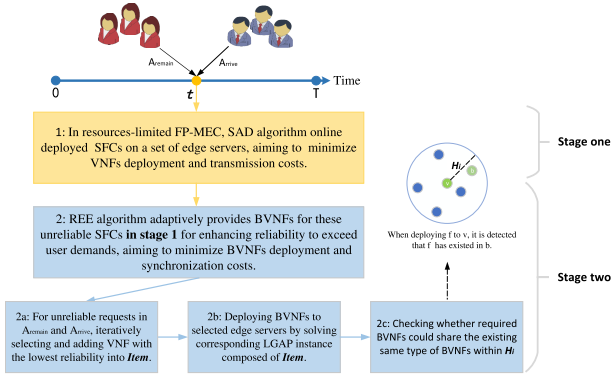 Aremain
Arrive
0
t
T
Time
1: In resources-limited FP-MEC, SAD algorithm online
deployed SFCs on a set of edge servers, aiming to minimize
VNFs deployment and transmission costs.
Stage one
2: REE algorithm adaptively provides BVNFs for these
unreliable SFCs in stage 1 for enhancing reliability to exceed
user demands, aiming to minimize BVNFs deployment and
synchronization costs.
Hi
b
v
When deploying f to v, it is detected
that f has existed in b.
Stage two
2a: For unreliable requests in
Aremain and Arrive, iteratively
selecting and adding VNF with
the lowest reliability into Item.
2b: Deploying BVNFs to
selected edge servers by solving
corresponding LGAP instance
composed of Item.
2c: Checking whether required
BVNFs could share the existing
same type of BVNFs within Hi